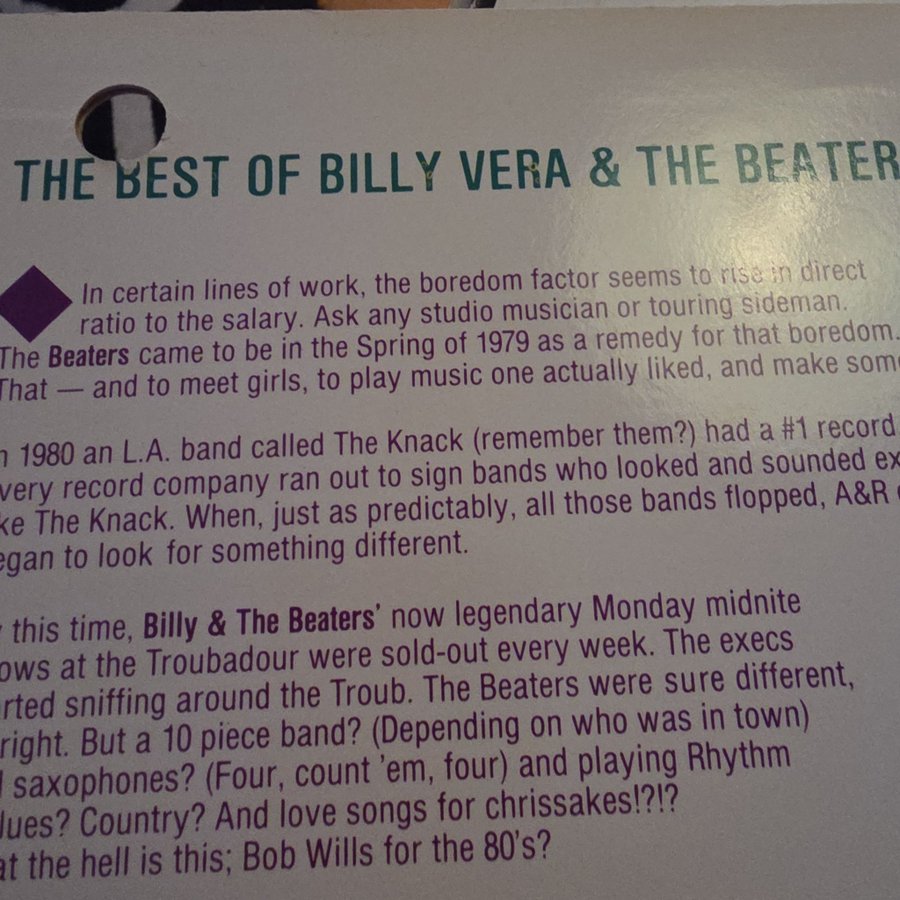 THE BEST OF BILLY VERA & THE BEATER
In certain lines of work, the boredom factor seems to rise in direct
ratio to the salary. Ask any studio musician or touring sideman.
The Beaters came to be in the Spring of 1979 as a remedy for that boredom.
That — and to meet girls, to play music one actually liked, and make som
n 1980 an L.A. band called The Knack (remember them?) had a #1 record
very record company ran out to sign bands who looked and sounded ex
ke The Knack. When, just as predictably, all those bands flopped, A&R
egan to look for something different.
this time, Billy & The Beaters' now legendary Monday midnite
ows at the Troubadour were sold-out every week. The execs
rted sniffing around the Troub. The Beaters were sure different,
right. But a 10 piece band? (Depending on who was in town)
saxophones? (Four, count 'em, four) and playing Rhythm
lues? Country? And love songs for chrissakes!?!?
at the hell is this; Bob Wills for the 80's?